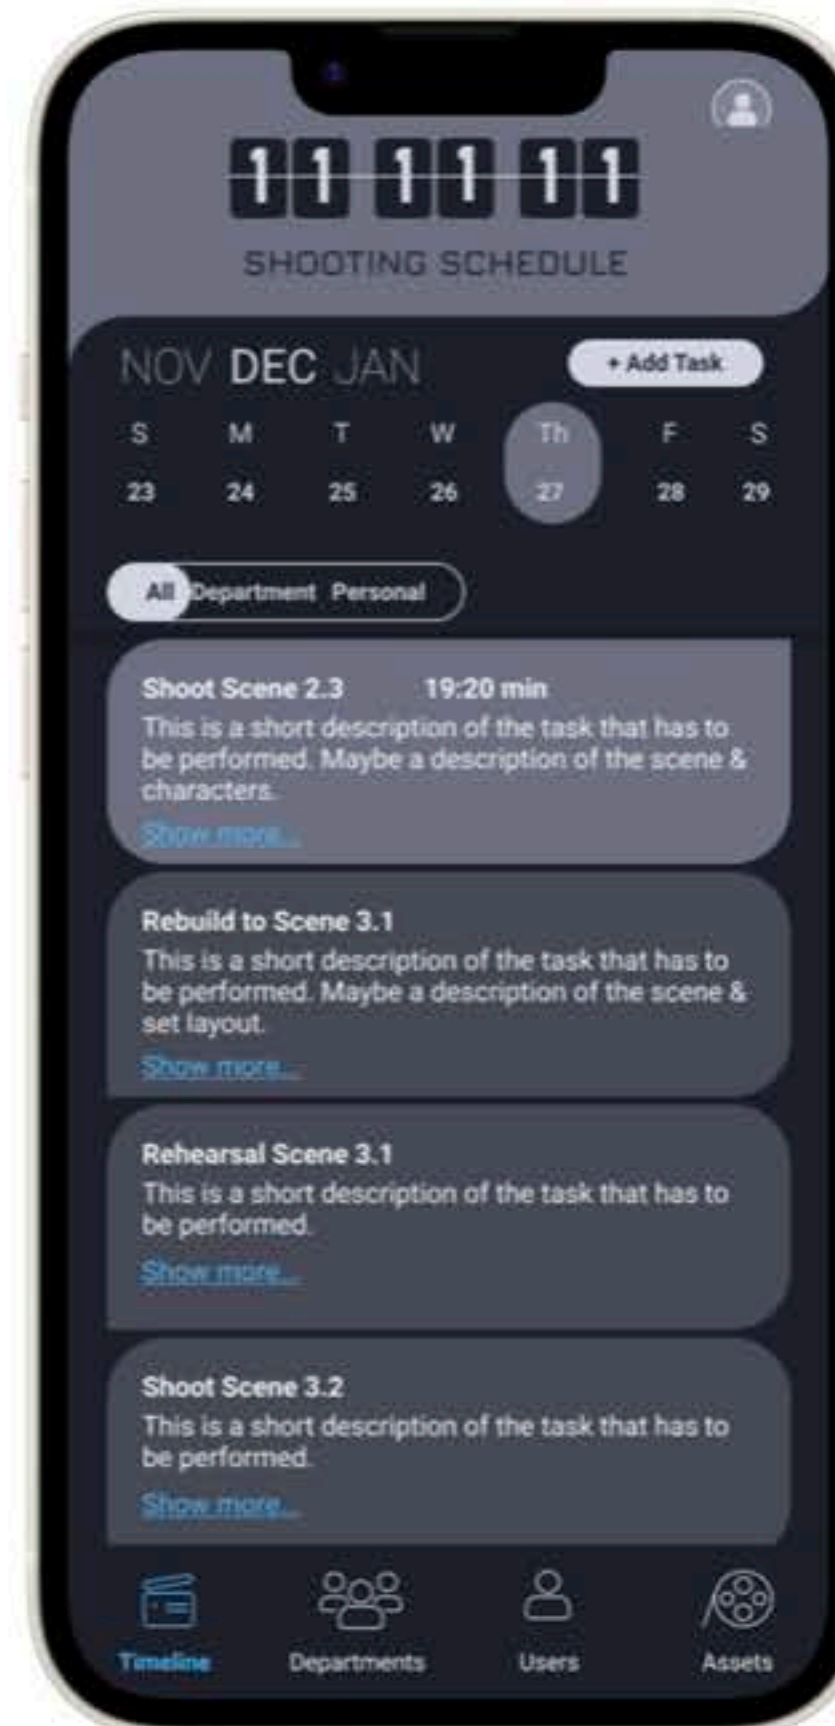 11 11 11
SHOOTING SCHEDULE
NOV DEC JAN
+ Add Task
S M T W Th F S
23 24 25 26 27 28 29
All Department Personal
Shoot Scene 2.3 19:20 min
This is a short description of the task that has to
be performed. Maybe a description of the scene &
characters.
Show more...
Rebuild to Scene 3.1
This is a short description of the task that has to
be performed. Maybe a description of the scene &
set layout.
Show more...
Rehearsal Scene 3.1
This is a short description of the task that has to
be performed.
Show more...
Shoot Scene 3.2
This is a short description of the task that has to
be performed.
Show more...
Timeline Departments Users Assets